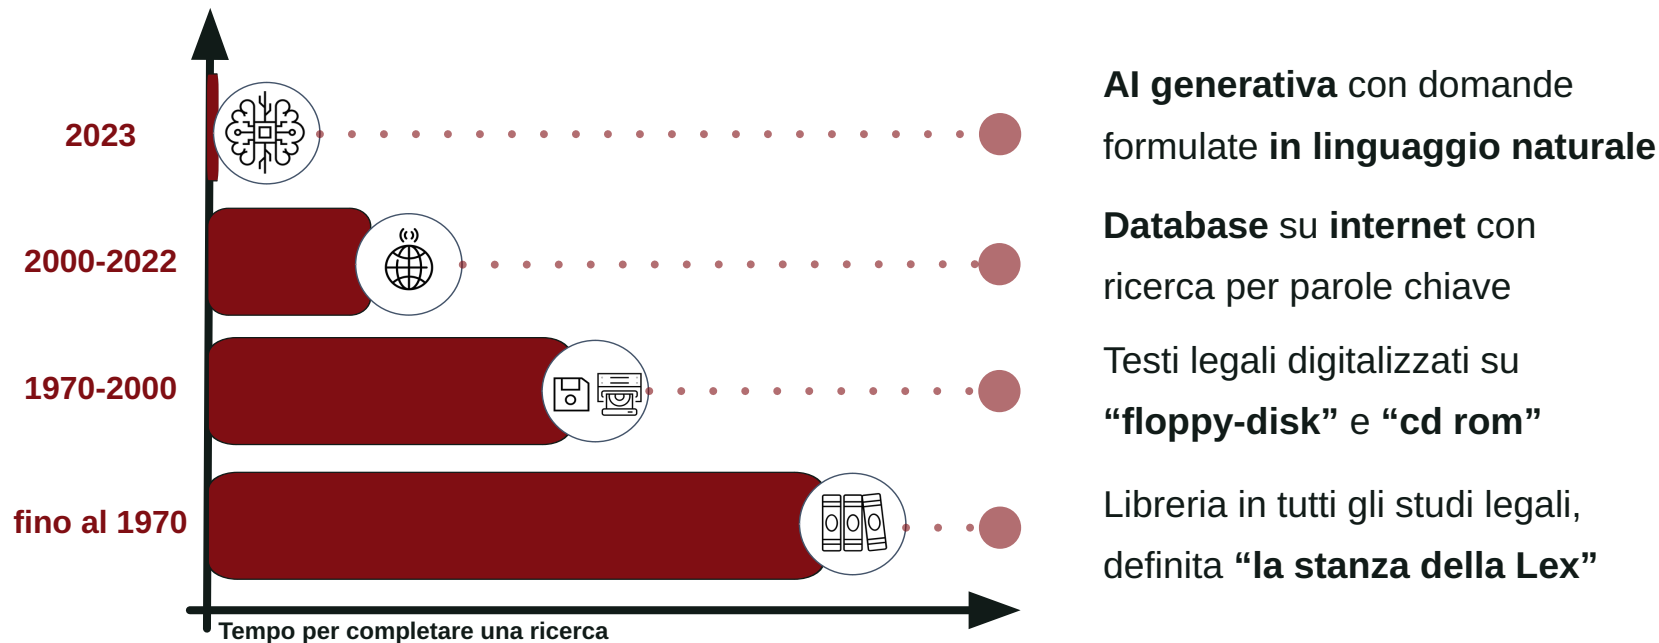 2023
AI generativa con domande
formulate in linguaggio naturale
2000-2022
Database su internet con
ricerca per parole chiave
1970-2000
Testi legali digitalizzati su
“floppy-disk” e “cd rom”
fino al 1970
Libreria in tutti gli studi legali,
definita “la stanza della Lex”
Tempo per completare una ricerca